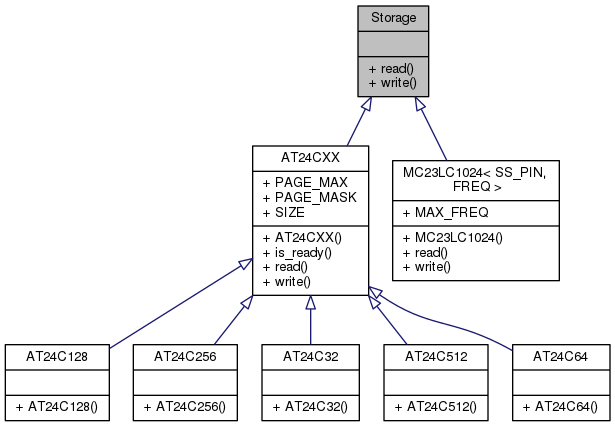 Storage
+ read()
+ write()
AT24CXX
+ PAGE_MAX
+ PAGE_MASK
+ SIZE
+ AT24CXX()
+ is_ready()
+ read()
+ write()
MC23LC1024< SS_PIN,
FREQ >
+ MAX_FREQ
+ MC23LC1024()
+ read()
+ write()
AT24C128
+ AT24C128()
AT24C256
+ AT24C256()
AT24C32
+ AT24C32()
AT24C512
+ AT24C512()
AT24C64
+ AT24C64()